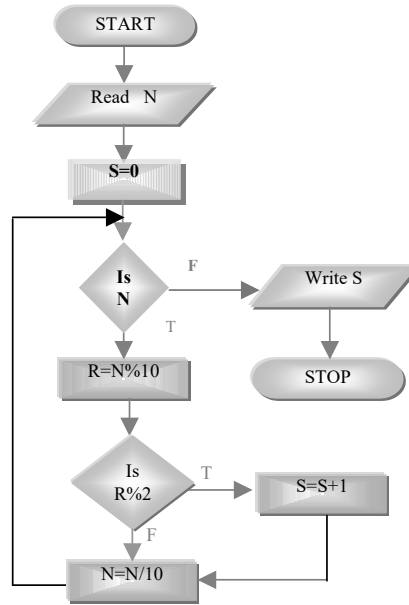 START
Read N
S=0
Is
N
F
Write S
T
R=N%10
STOP
Is
R%2
T
S=S+1
F
N=N/10